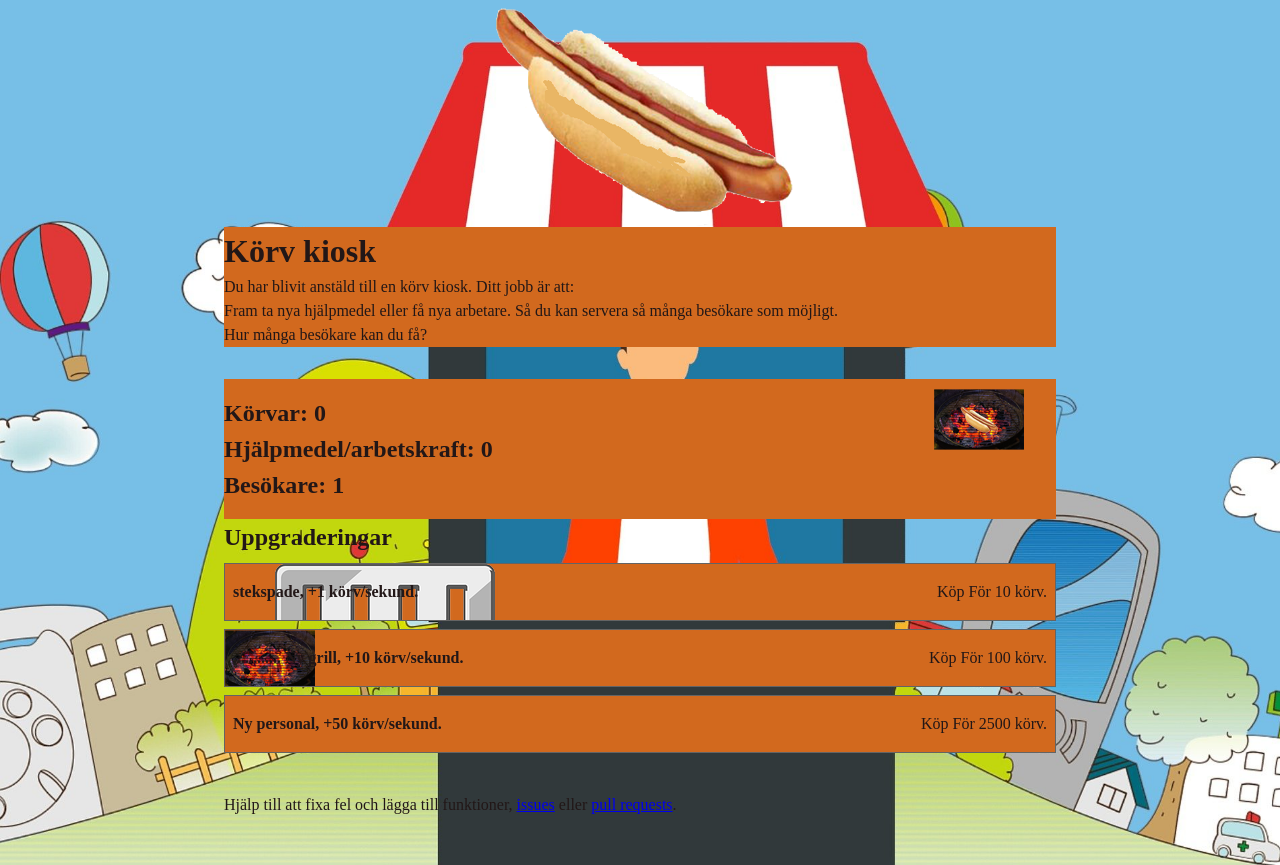 Körv kiosk
Du har blivit anstäld till en körv kiosk. Ditt jobb är att:
Fram ta nya hjälpmedel eller få nya arbetare. Så du kan servera så många besökare som möjligt.
Hur många besökare kan du få?
Körvar: 0
Hjälpmedel/arbetskraft: 0
Besökare: 1
Uppgraderingar
stekspade, +1 körv/sekund.
Köp För 10 körv.
grill, +10 körv/sekund.
Köp För 100 körv.
Ny personal, +50 körv/sekund.
Köp För 2500 körv.
Hjälp till att fixa fel och lägga till funktioner, issues eller pull requests.